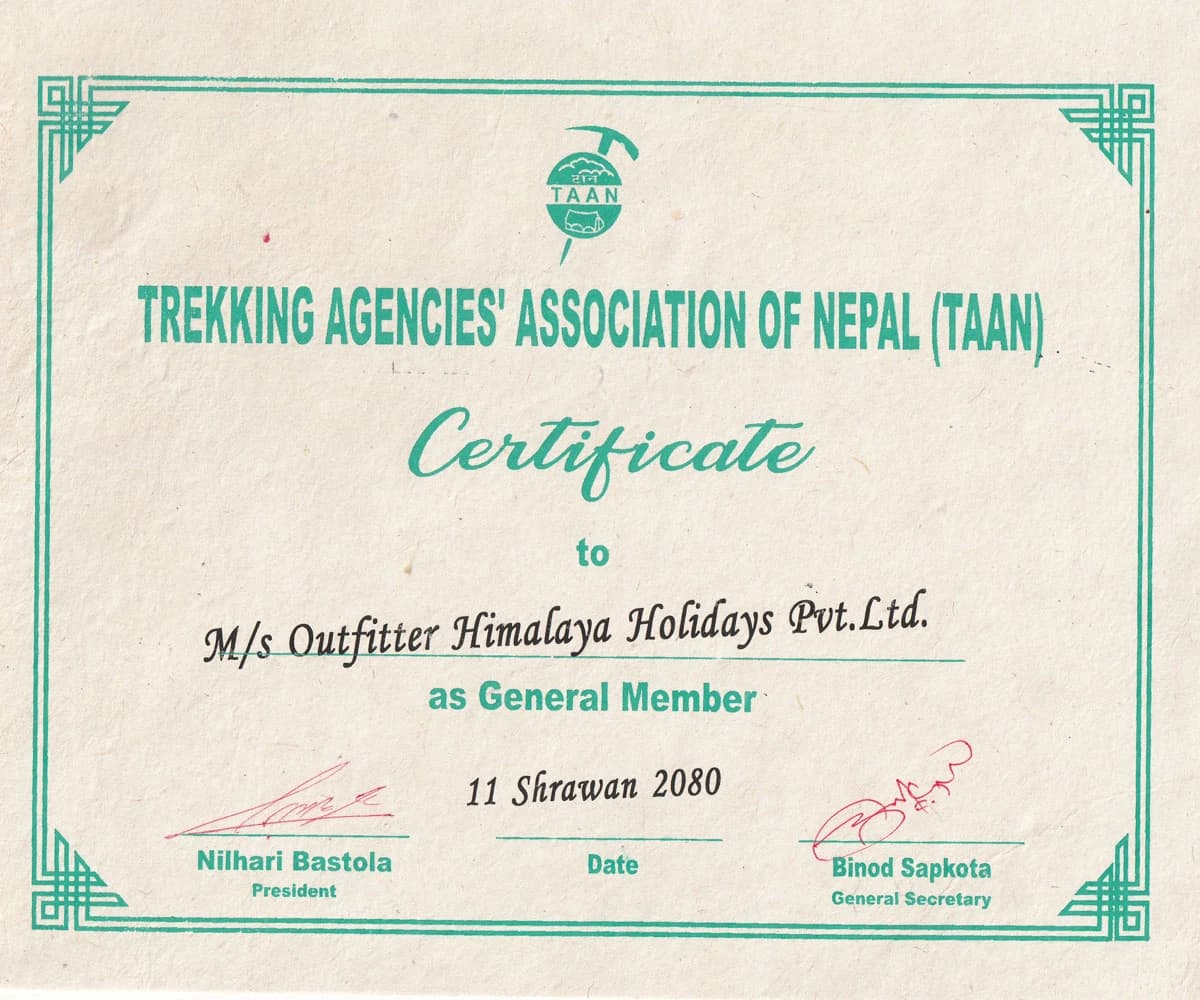 टान
TAAN
TREKKING AGENCIES' ASSOCIATION OF NEPAL (TAAN)
Certificate
to
M/s Outfitter Himalaya Holidays Pvt.Ltd.
as General Member
11 Shrawan 2080
Nilhari Bastola
President
Date
Binod Sapkota
General Secretary